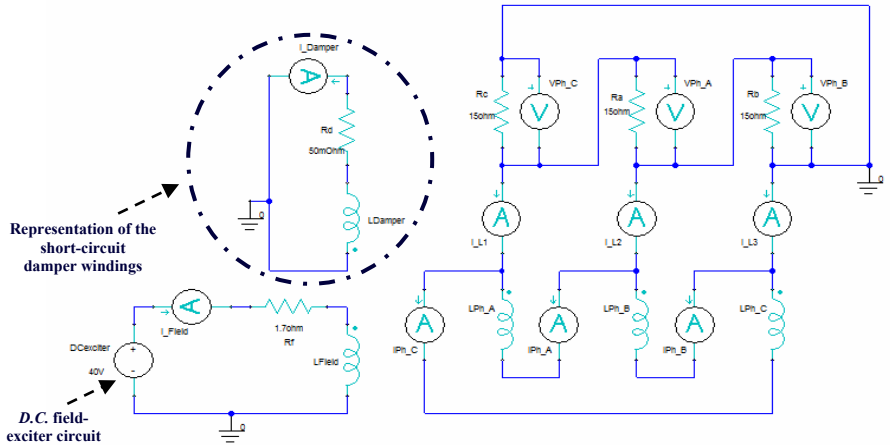 I_Damper
Rd
50mOhm
LDamper
0
Representation of the
short-circuit
damper windings
I_Field
1.7ohm
Rf
LField
DCexciter
40V
0
D.C. field-
exciter circuit
VPh_C
VPh_A
VPh_B
Rc
15ohm
Ra
15ohm
Rb
15ohm
V
V
V
0
A
A
A
I_L1
I_L2
I_L3
LPh_A
LPh_B
LPh_C
A
A
A
IPh_C
IPh_A
IPh_B
A
A